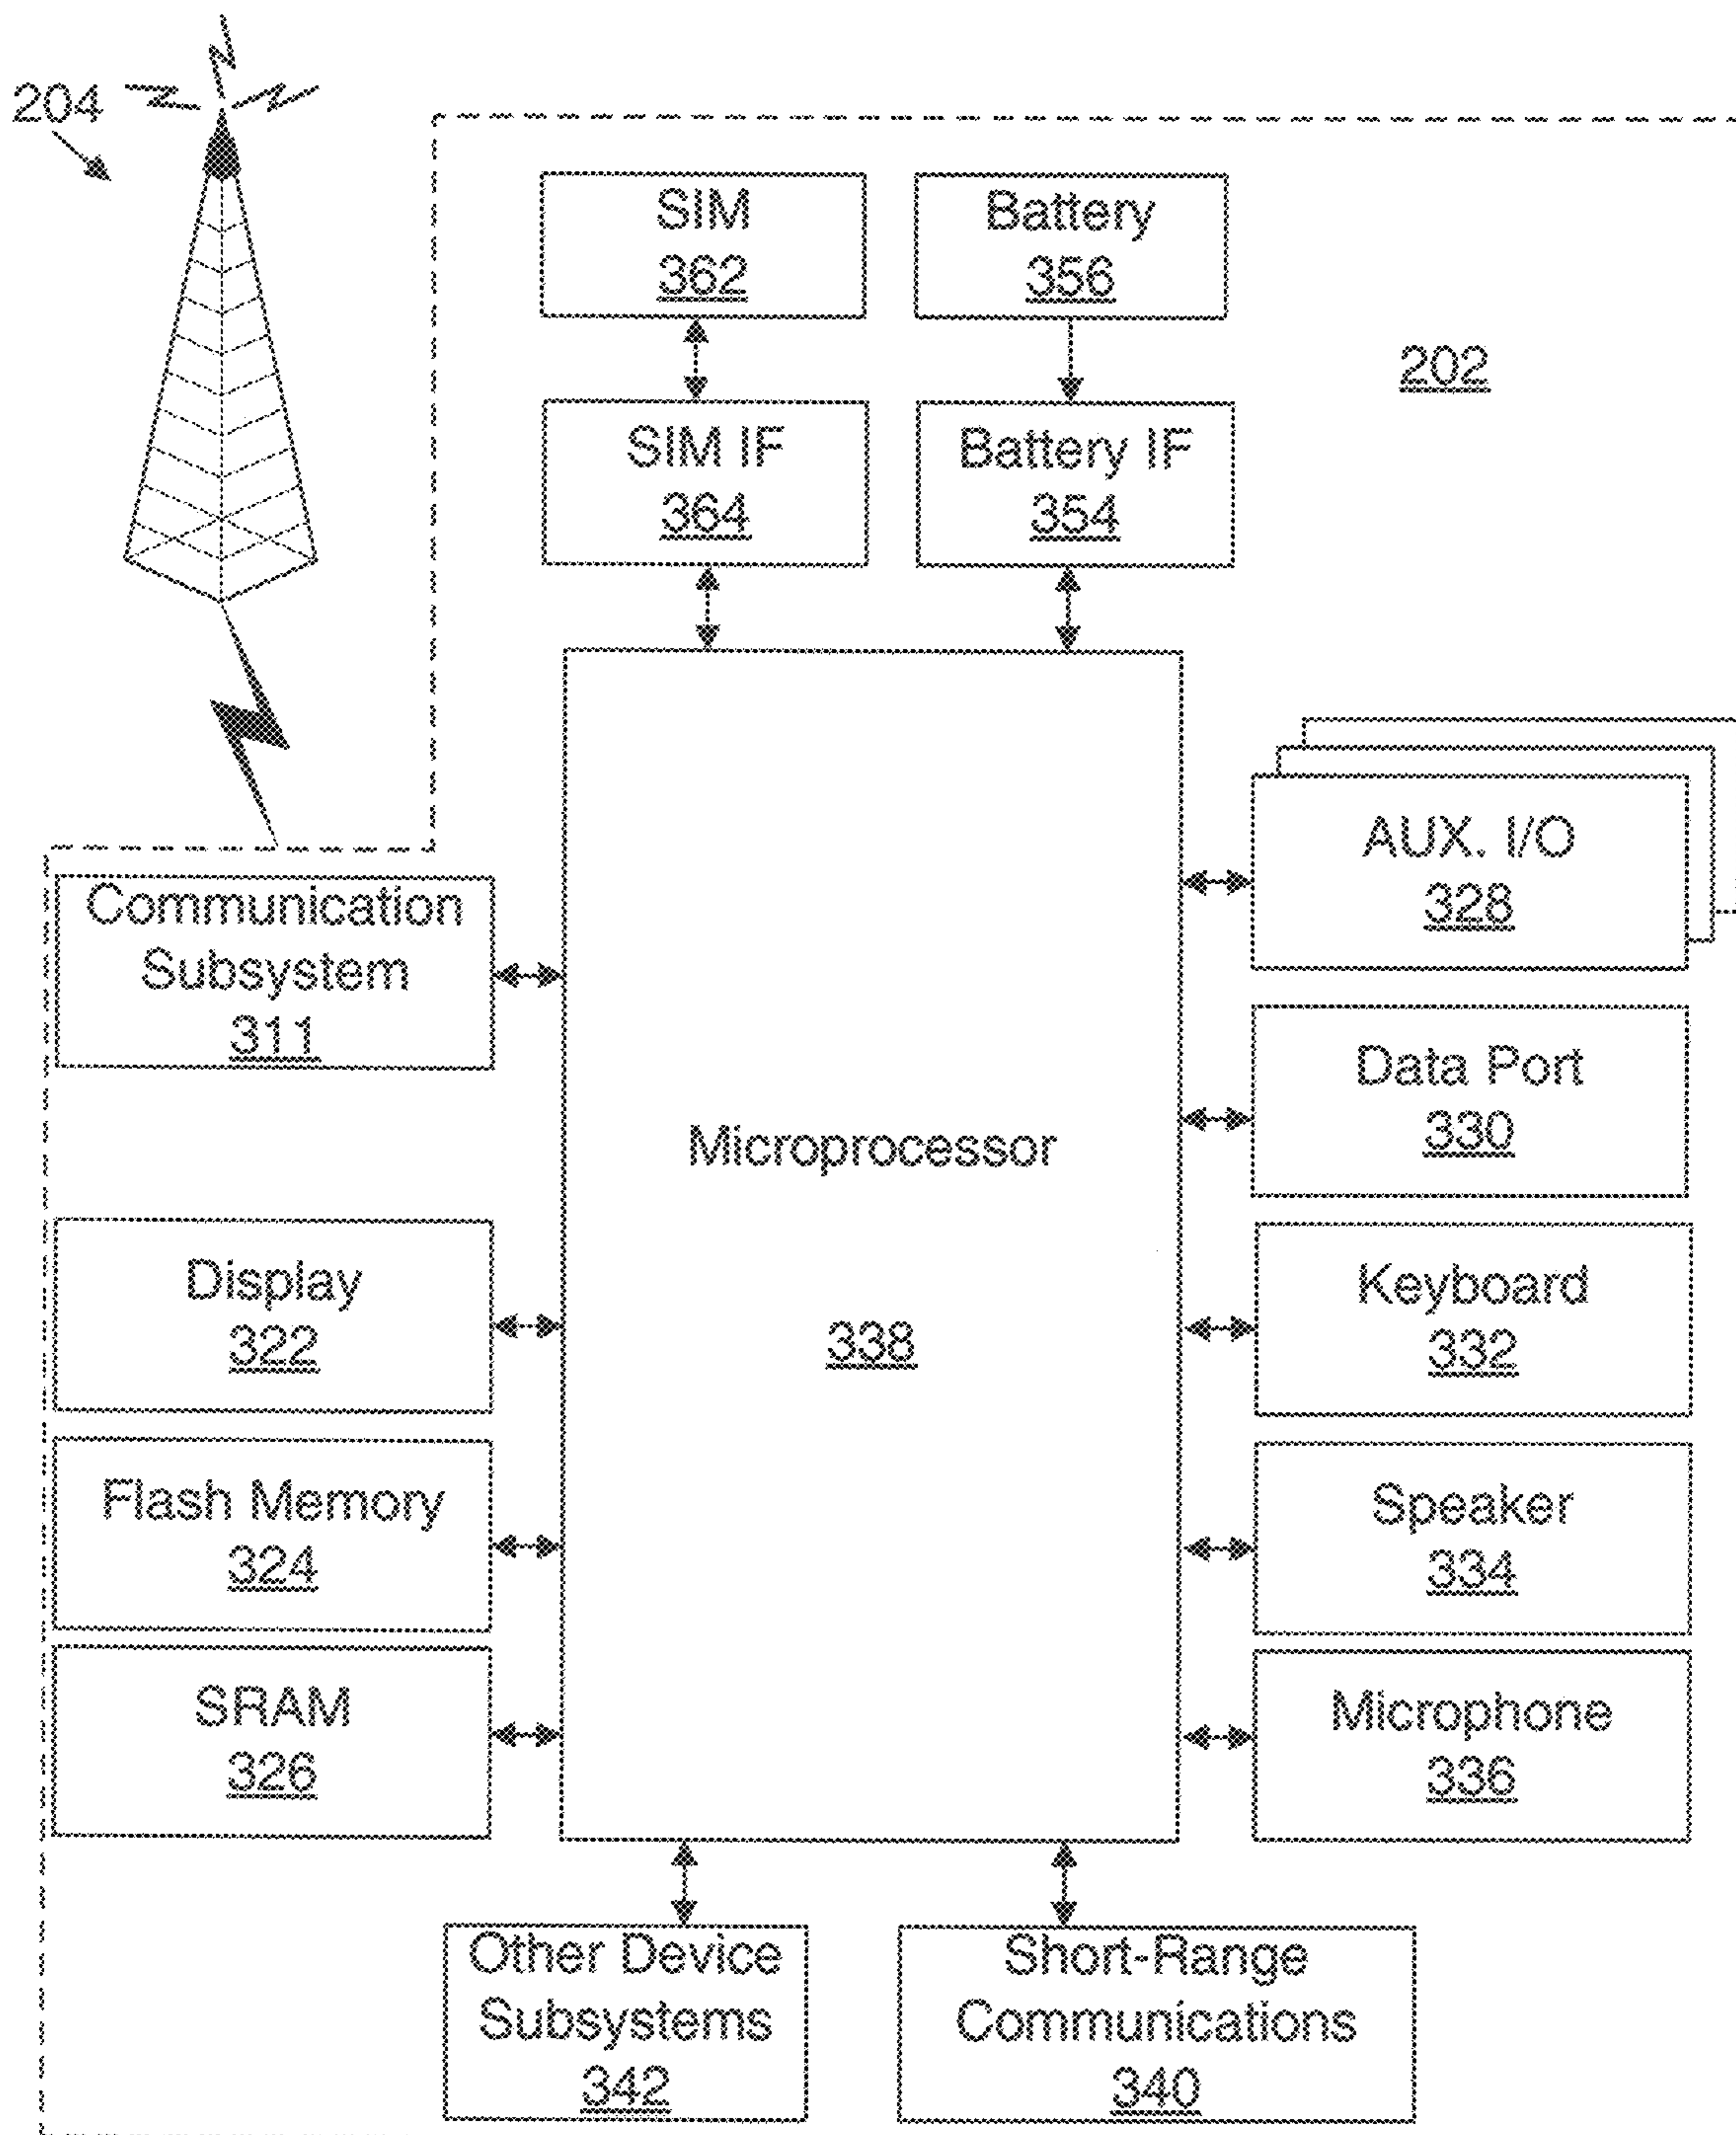 204
SIM
362
Battery
356
202
SIM IF
364
Battery IF
354
AUX. I/O
328
Communication
Subsystem
311
Data Port
330
Microprocessor
338
Display
322
Keyboard
332
Flash Memory
324
Speaker
334
SRAM
326
Microphone
336
Other Device
Subsystems
342
Short-Range
Communications
340